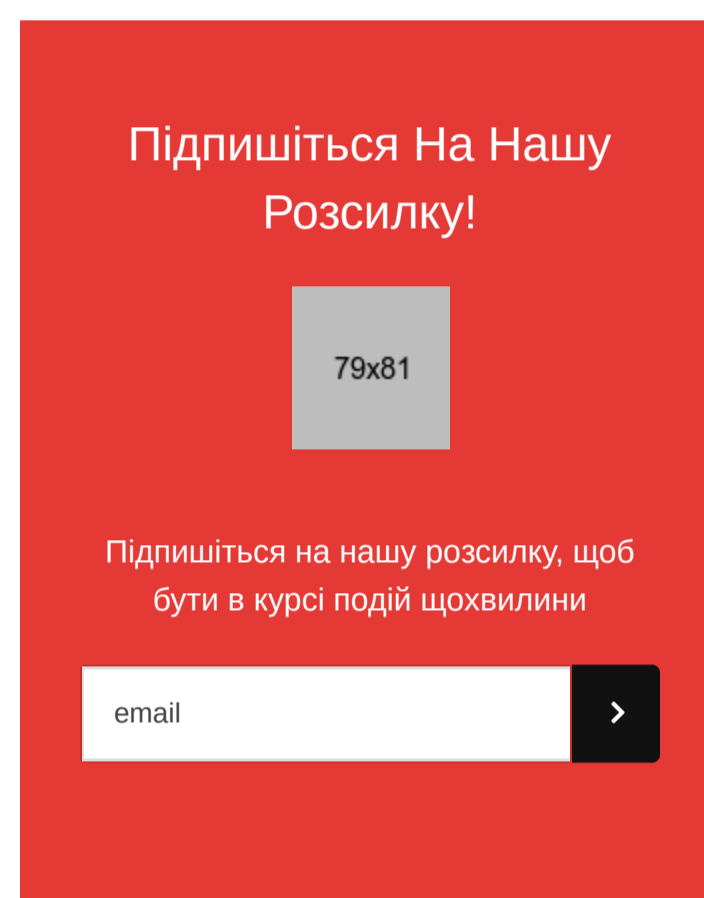 Підпишіться На Нашу
Розсилку!
79x81
Підпишіться на нашу розсилку, щоб
бути в курсі подій щохвилини
email